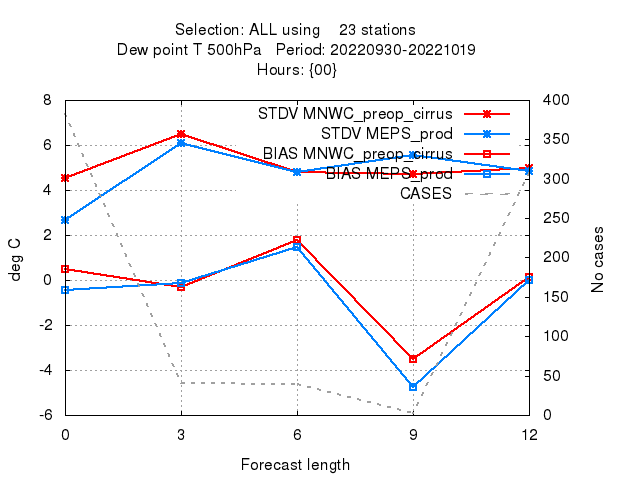 Selection: ALL using    23 stations
Dew point T 500hPa   Period: 20220930-20221019
Hours: {00}
STDV MNWC_preop_cirrus
STDV MEPS_prod
BIAS MNWC_preop_cirrus
BIAS MEPS_prod
CASES
deg C
8
6
4
2
0
-2
-4
-6
400
350
300
250
200
150
100
50
0
No cases
0 3 6 9 12
Forecast length